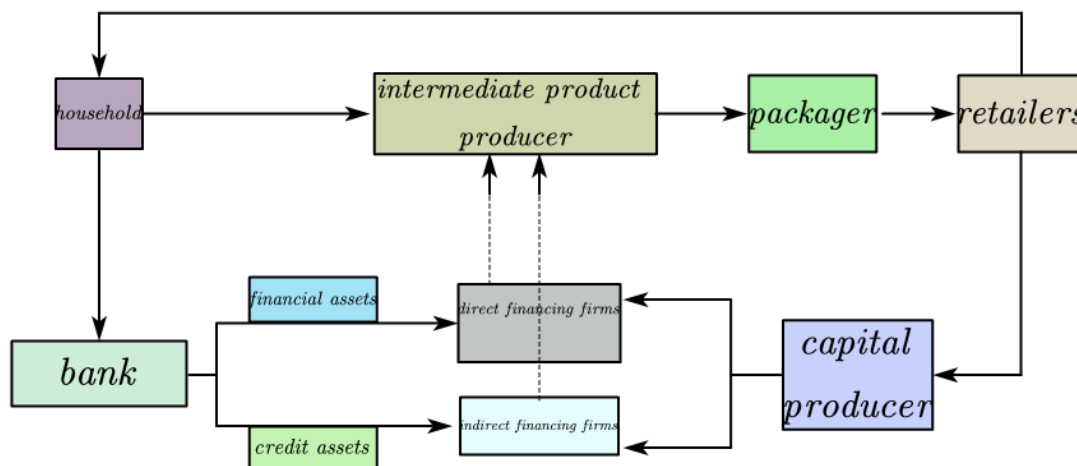 household
intermediate product
producer
packager
retailers
financial assets
direct financing firms
bank
capital
producer
indirect financing firms
credit assets